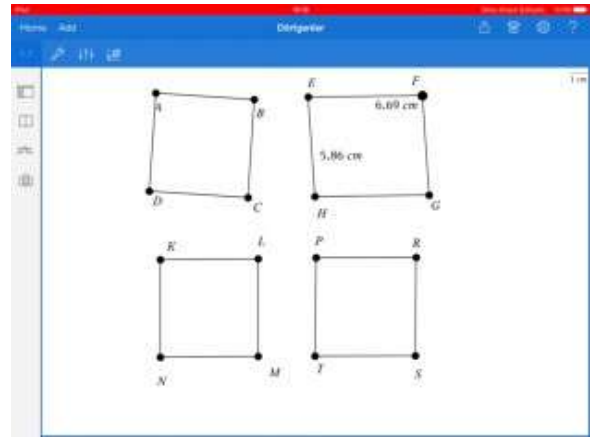 Home Add Dörtgenler ?
1 cm
E F
A B
6.69 cm
5.86 cm
D C
H G
K L P R
N M T S